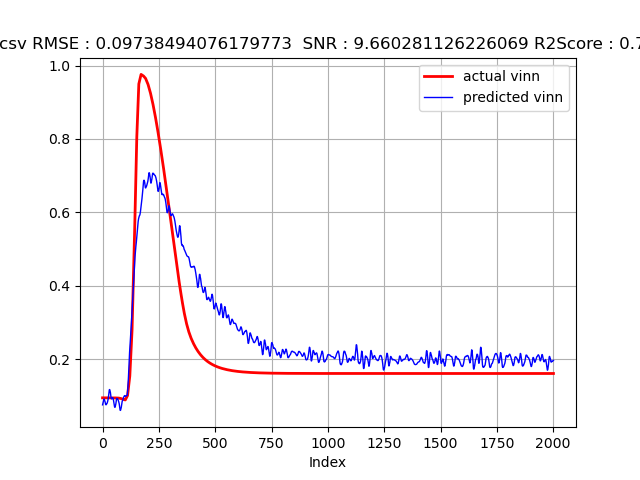 csv RMSE : 0.09738494076179773 SNR : 9.660281126226069 R2Score : 0.7
actual vinn
predicted vinn
1.0
0.8
0.6
0.4
0.2
0 250 500 750 1000 1250 1500 1750 2000
Index